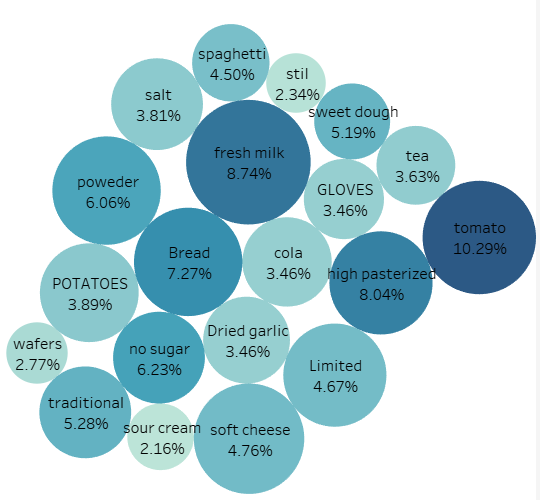 spaghetti
4.50%
stil
2.34%
salt
3.81%
sweet dough
5.19%
fresh milk
8.74%
tea
3.63%
poweder
6.06%
GLOVES
3.46%
tomato
10.29%
Bread
7.27%
cola
3.46%
high pasterized
8.04%
POTATOES
3.89%
wafers
2.77%
no sugar
6.23%
Dried garlic
3.46%
Limited
4.67%
traditional
5.28%
sour cream
2.16%
soft cheese
4.76%